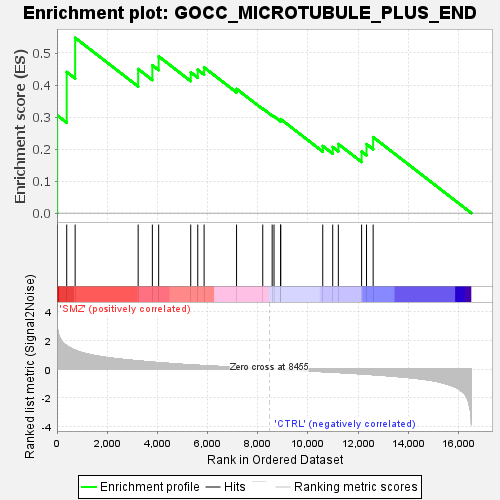 Enrichment plot: GOCC_MICROTUBULE_PLUS_END
Enrichment score (ES)
0.5
0.4
0.3
0.2
0.1
0.0
'SMZ' (positively correlated)
Ranked list metric (Signal2Noise)
4
2
0
-2
-4
Zero cross at 8455
'CTRL' (negatively correlated)
0
2,000
4,000
6,000
8,000
10,000
12,000
14,000
16,000
Rank in Ordered Dataset
Enrichment profile
Hits
Ranking metric scores